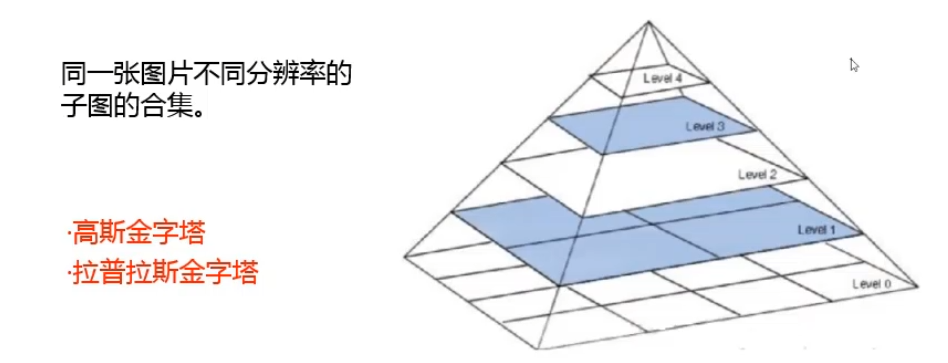 同一张图片不同分辨率的
子图的合集。
·高斯金字塔
·拉普拉斯金字塔
Level 4
Level 3
Level 2
Level 1
Level 0